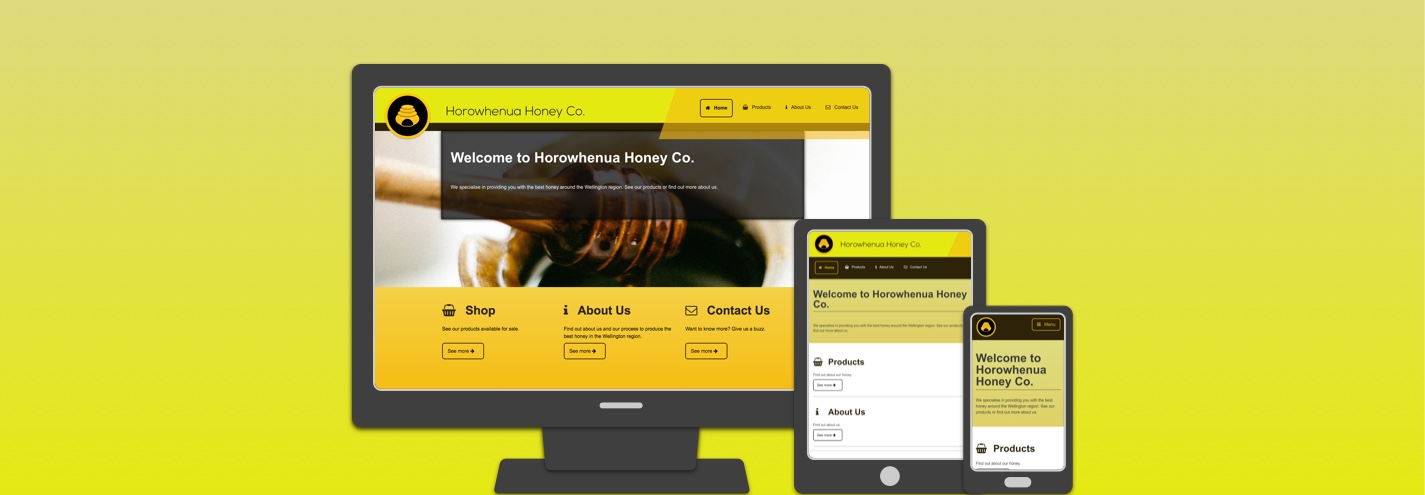 Horowhenua Honey Co.
Home Products About Us Contact Us
Welcome to Horowhenua Honey Co.
We specialise in providing you with the best honey around the Wellington region. See our products or find out more about us.
Shop
See our products available for sale.
See more
About Us
Find out about us and our process to produce the
best honey in the Wellington region.
See more
Contact Us
Want to know more? Give us a buzz.
See more
Horowhenua Honey Co.
Home Products About Us Contact Us
Welcome to Horowhenua Honey
Co.
We specialise in providing you with the best honey around the Wellington region. See our
find out more about us.
Products
Find out about our honey.
See more
About Us
Find out about us.
See more
Menu
Welcome to
Horowhenua
Honey Co.
We specialise in providing you with the best
honey around the Wellington region. See our
products or find out more about us.
Products
Find out about our honey.